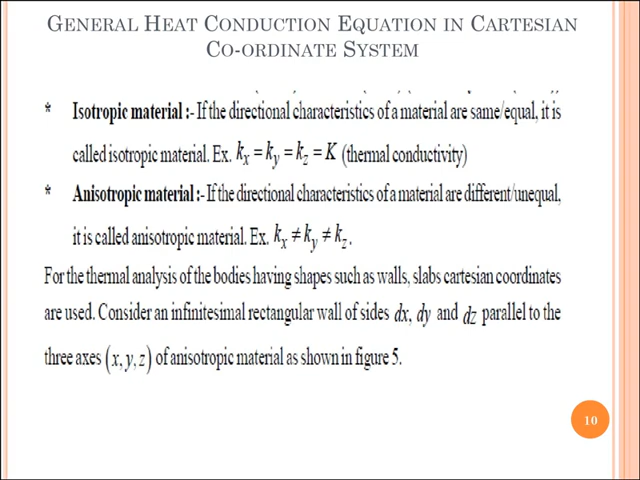 GENERAL HEAT CONDUCTION EQUATION IN CARTESIAN
CO-ORDINATE SYSTEM
* Isotropic material :- If the directional characteristics of a material are same/equal, it is
called isotropic material. Ex. kx = ky = kz = K (thermal conductivity)
* Anisotropic material :- If the directional characteristics of a material are different/unequal,
it is called anisotropic material. Ex. kx ≠ ky ≠ kz.
For the thermal analysis of the bodies having shapes such as walls, slabs cartesian coordinates
are used. Consider an infinitesimal rectangular wall of sides dx, dy and dz parallel to the
three axes (x, y, z) of anisotropic material as shown in figure 5.
10